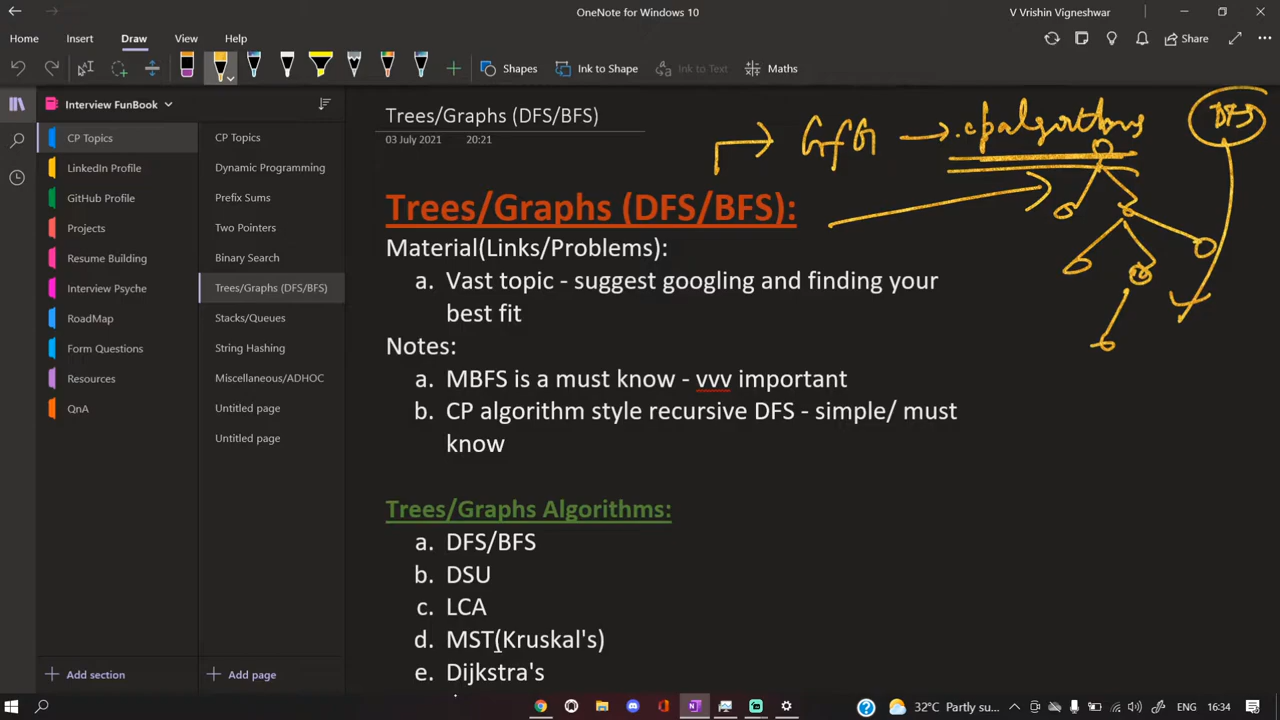 OneNote for Windows 10
V Vrishin Vigneshwar
Home Insert Draw View Help
Share
Shapes Ink to Shape Ink to Text Maths
Interview FunBook
CP Topics
LinkedIn Profile
GitHub Profile
Projects
Resume Building
Interview Psyche
RoadMap
Form Questions
Resources
QnA
Add section
CP Topics
Dynamic Programming
Prefix Sums
Two Pointers
Binary Search
Trees/Graphs (DFS/BFS)
Stacks/Queues
String Hashing
Miscellaneous/ADHOC
Untitled page
Untitled page
Add page
Trees/Graphs (DFS/BFS)
03 July 2021 20:21
GfG cp algorithms DFS
Trees/Graphs (DFS/BFS):
Material(Links/Problems):
a. Vast topic - suggest googling and finding your
best fit
Notes:
a. MBFS is a must know - vvv important
b. CP algorithm style recursive DFS - simple/ must
know
Trees/Graphs Algorithms:
a. DFS/BFS
b. DSU
c. LCA
d. MST(Kruskal's)
e. Dijkstra's
32°C Partly su...
ENG 16:34